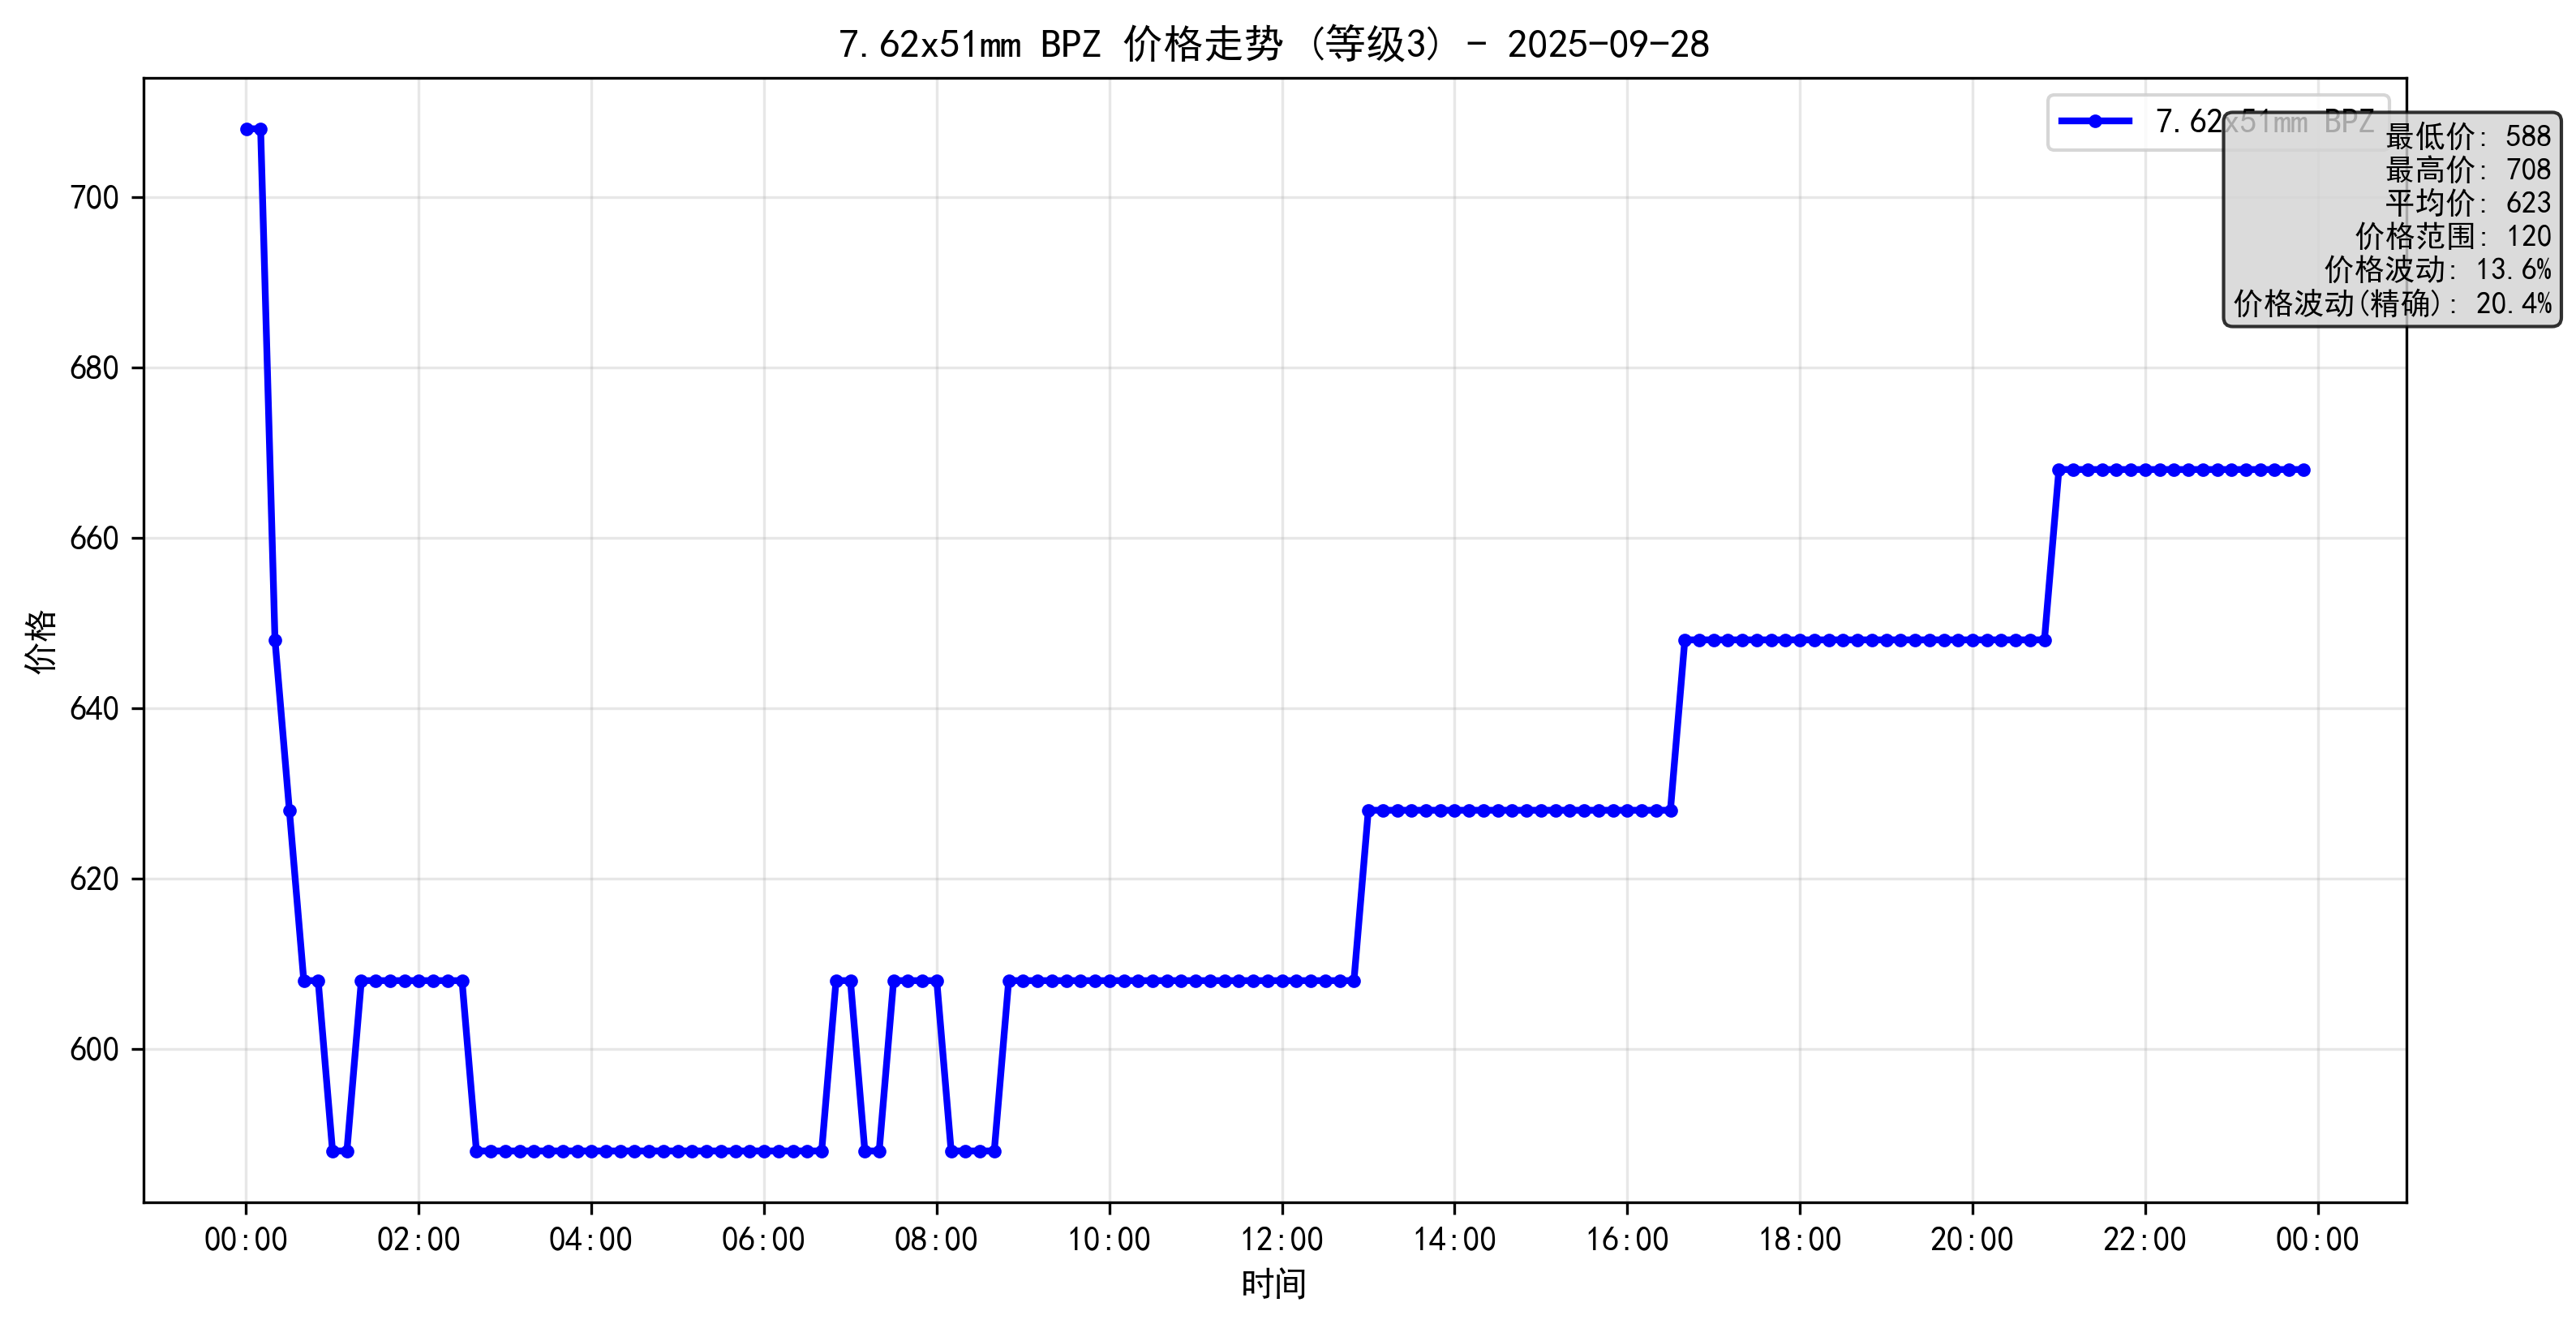 7.62x51mm BPZ 价格走势 (等级3) - 2025-09-28
7.62x51mm BPZ
最低价: 588
最高价: 708
平均价: 623
价格范围: 120
价格波动: 13.6%
价格波动(精确): 20.4%
价格
700
680
660
640
620
600
00:00 02:00 04:00 06:00 08:00 10:00 12:00 14:00 16:00 18:00 20:00 22:00 00:00
时间